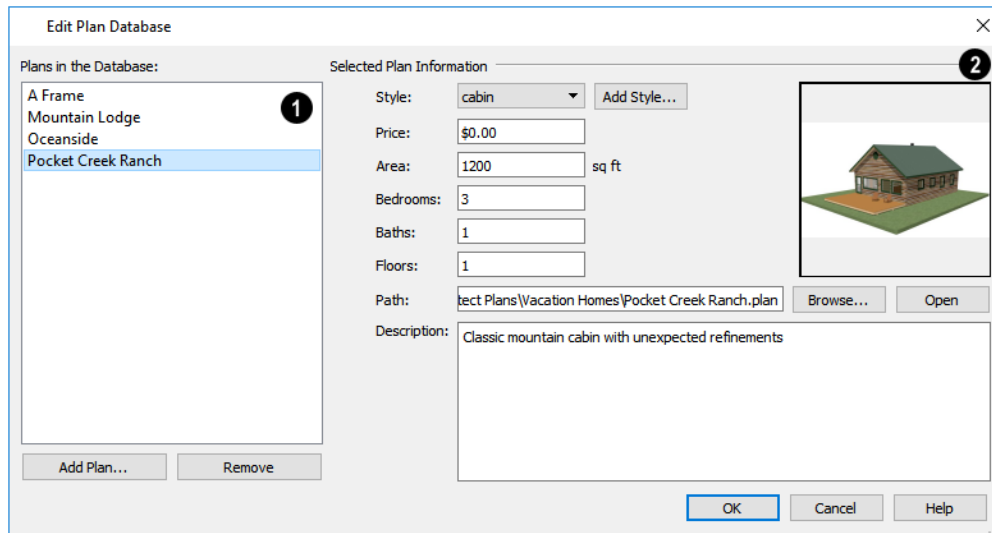 Edit Plan Database
Plans in the Database:
A Frame
Mountain Lodge
Oceanside
Pocket Creek Ranch
1
Add Plan...
Remove
Selected Plan Information
2
Style: cabin Add Style...
Price: $0.00
Area: 1200 sq ft
Bedrooms: 3
Baths: 1
Floors: 1
Path: tect Plans\Vacation Homes\Pocket Creek Ranch.plan Browse... Open
Description: Classic mountain cabin with unexpected refinements
OK Cancel Help